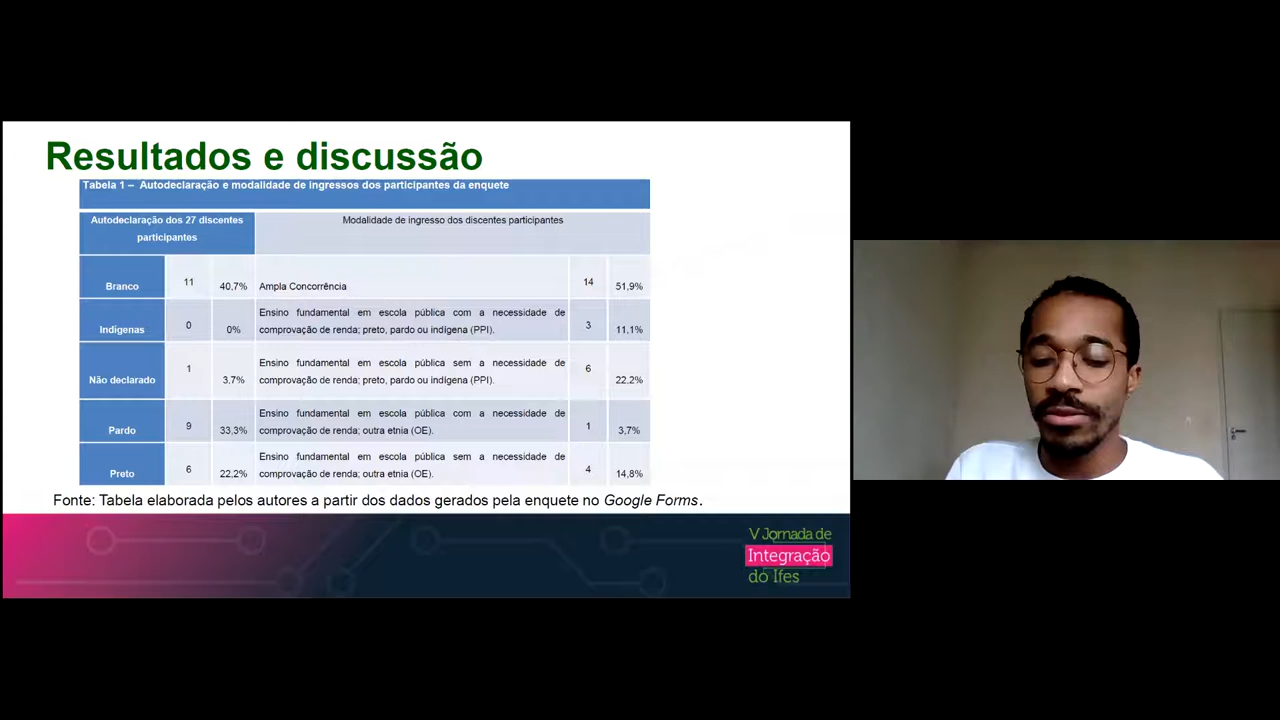 Resultados e discussão
Tabela 1 – Autodeclaração e modalidade de ingressos dos participantes da enquete
Autodeclaração dos 27 discentes
participantes
Modalidade de ingresso dos discentes participantes
Branco 11 40,7% Ampla Concorrência 14 51,9%
Ensino fundamental em escola pública com a necessidade de
Indígenas 0 0% comprovação de renda; preto, pardo ou indígena (PPI). 3 11,1%
Ensino fundamental em escola pública sem a necessidade de
Não declarado 1 3,7% comprovação de renda; preto, pardo ou indígena (PPI). 6 22,2%
Ensino fundamental em escola pública com a necessidade de
Pardo 9 33,3% comprovação de renda; outra etnia (OE). 1 3,7%
Ensino fundamental em escola pública sem a necessidade de
Preto 6 22,2% comprovação de renda; outra etnia (OE). 4 14,8%
Fonte: Tabela elaborada pelos autores a partir dos dados gerados pela enquete no Google Forms.
V Jornada de
Integração
do Ifes